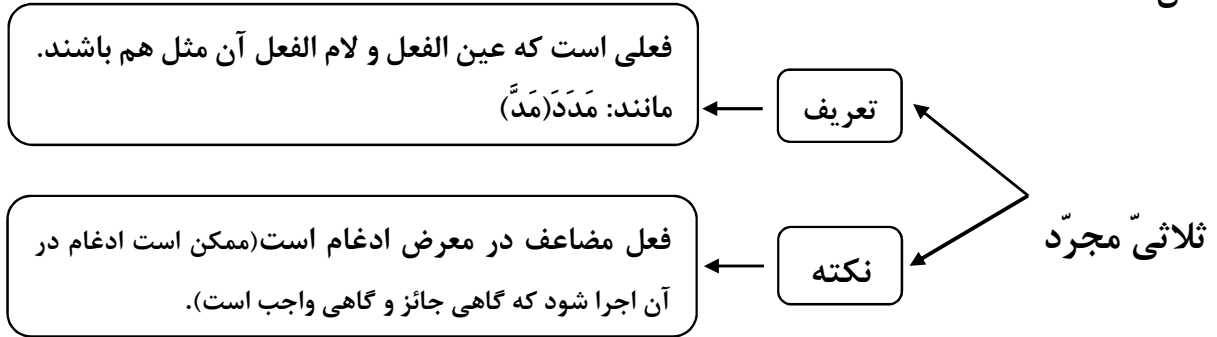 ثلاثیّ مجرّد
تعریف
فعلی است که عین الفعل و لام الفعل آن مثل هم باشند.
مانند: مَدَدَ(مَدَّ)
نکته
فعل مضاعف در معرض ادغام است(ممکن است ادغام در
آن اجرا شود که گاهی جائز و گاهی واجب است).